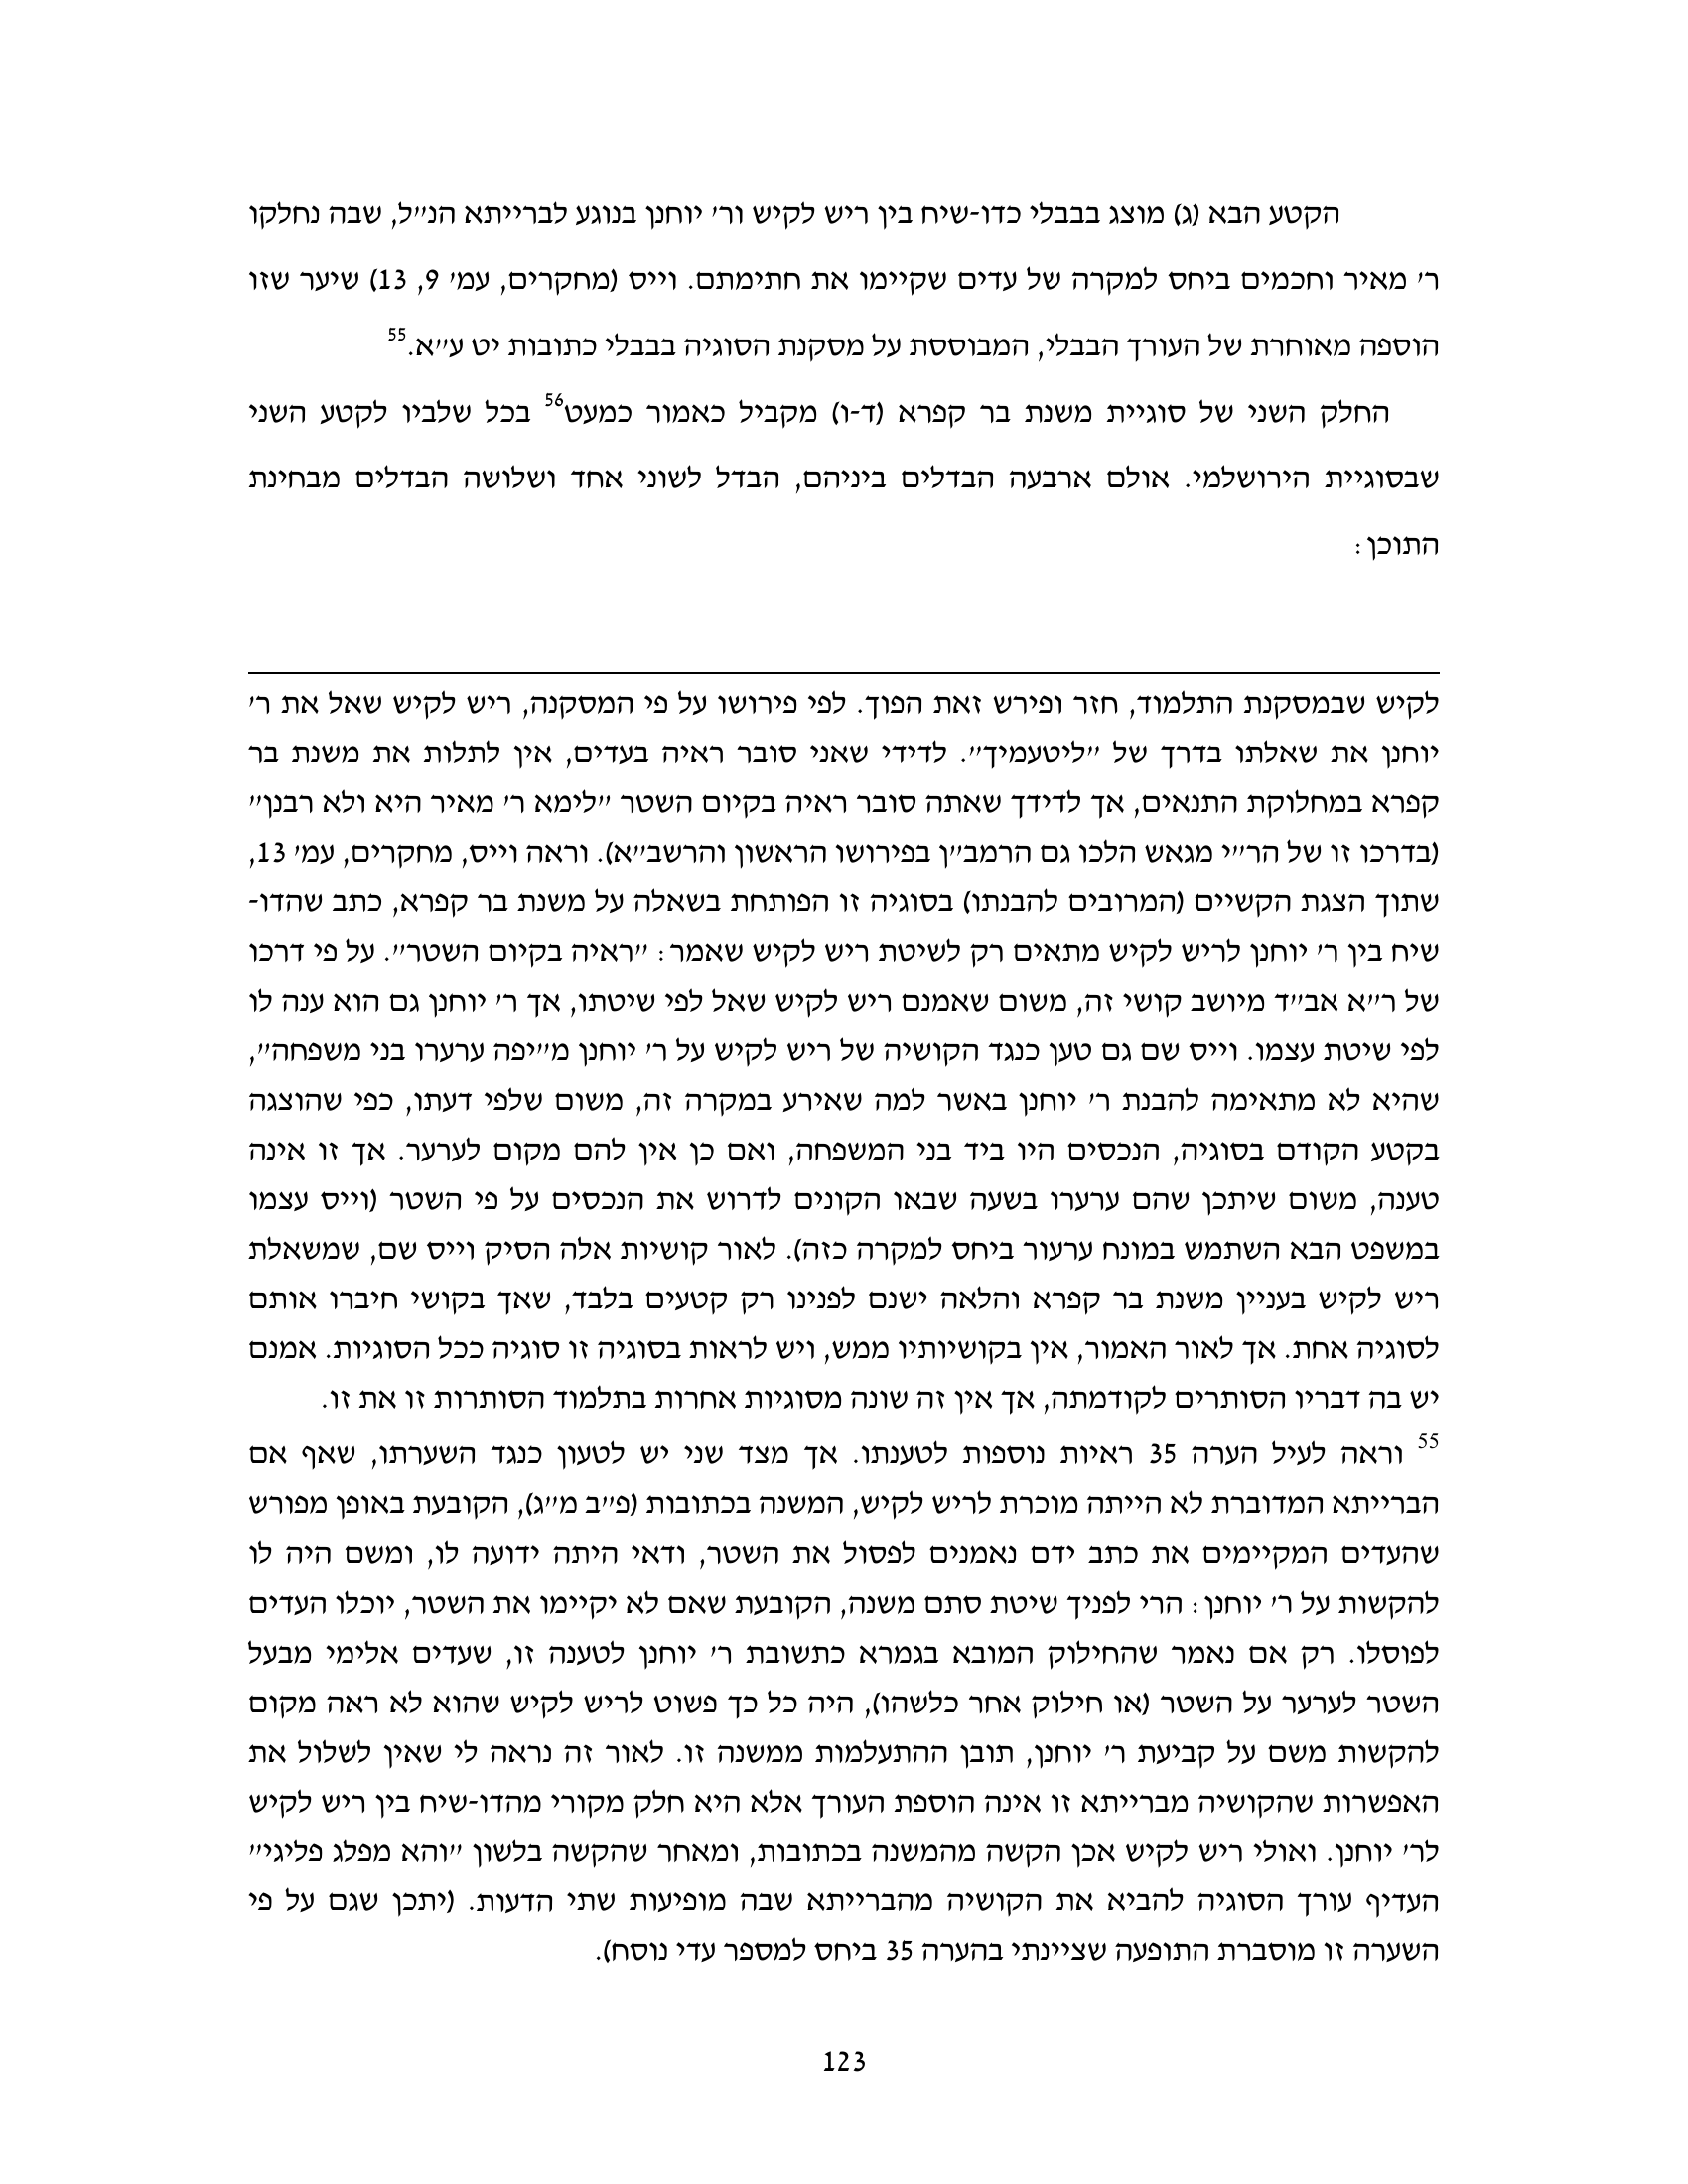 הקטע הבא (ג) מוצג בבבלי כדו-שיח בין ריש לקיש ור׳ יוחנן בנוגע לברייתא הנ״ל, שבה נחלקו
ר׳ מאיר וחכמים ביחס למקרה של עדים שקיימו את חתימתם. וייס (מחקרים, עמ׳ 9, 13) שיער שזו
הוספה מאוחרת של העורך הבבלי, המבוססת על מסקנת הסוגיה בבבלי כתובות יט ע״א.55
החלק השני של סוגיית משנת בר קפרא (ד-ו) מקביל כאמור כמעט56 בכל שלביו לקטע השני
שבסוגיית הירושלמי. אולם ארבעה הבדלים ביניהם, הבדל לשוני אחד ושלושה הבדלים מבחינת
התוכן:
לקיש שבמסקנת התלמוד, חזר ופירש זאת הפוך. לפי פירושו על פי המסקנה, ריש לקיש שאל את ר׳
יוחנן את שאלתו בדרך של ״ליטעמיך״. לדידי שאני סובר ראיה בעדים, אין לתלות את משנת בר
קפרא במחלוקת התנאים, אך לדידך שאתה סובר ראיה בקיום השטר ״לימא ר׳ מאיר היא ולא רבנן״
(בדרכו זו של הר״י מגאש הלכו גם הרמב״ן בפירושו הראשון והרשב״א). וראה וייס, מחקרים, עמ׳ 13,
שתוך הצגת הקשיים (המרובים להבנתו) בסוגיה זו הפותחת בשאלה על משנת בר קפרא, כתב שהדו-
שיח בין ר׳ יוחנן לריש לקיש מתאים רק לשיטת ריש לקיש שאמר: ״ראיה בקיום השטר״. על פי דרכו
של ר״א אב״ד מיושב קושי זה, משום שאמנם ריש לקיש שאל לפי שיטתו, אך ר׳ יוחנן גם הוא ענה לו
לפי שיטת עצמו. וייס שם גם טען כנגד הקושיה של ריש לקיש על ר׳ יוחנן מ״יפה ערערו בני משפחה״,
שהיא לא מתאימה להבנת ר׳ יוחנן באשר למה שאירע במקרה זה, משום שלפי דעתו, כפי שהוצגה
בקטע הקודם בסוגיה, הנכסים היו ביד בני המשפחה, ואם כן אין להם מקום לערער. אך זו אינה
טענה, משום שיתכן שהם ערערו בשעה שבאו הקונים לדרוש את הנכסים על פי השטר (וייס עצמו
במשפט הבא השתמש במונח ערעור ביחס למקרה כזה). לאור קושיות אלה הסיק וייס שם, שמשאלת
ריש לקיש בעניין משנת בר קפרא והלאה ישנם לפנינו רק קטעים בלבד, שאך בקושי חיברו אותם
לסוגיה אחת. אך לאור האמור, אין בקושיותיו ממש, ויש לראות בסוגיה זו סוגיה ככל הסוגיות. אמנם
יש בה דבריו הסותרים לקודמתה, אך אין זה שונה מסוגיות אחרות בתלמוד הסותרות זו את זו.
55 וראה לעיל הערה 35 ראיות נוספות לטענתו. אך מצד שני יש לטעון כנגד השערתו, שאף אם
הברייתא המדוברת לא הייתה מוכרת לריש לקיש, המשנה בכתובות (פ״ב מ״ג), הקובעת באופן מפורש
שהעדים המקיימים את כתב ידם נאמנים לפסול את השטר, ודאי היתה ידועה לו, ומשם היה לו
להקשות על ר׳ יוחנן: הרי לפניך שיטת סתם משנה, הקובעת שאם לא יקיימו את השטר, יוכלו העדים
לפוסלו. רק אם נאמר שהחילוק המובא בגמרא כתשובת ר׳ יוחנן לטענה זו, שעדים אלימי מבעל
השטר לערער על השטר (או חילוק אחר כלשהו), היה כל כך פשוט לריש לקיש שהוא לא ראה מקום
להקשות משם על קביעת ר׳ יוחנן, תובן ההתעלמות ממשנה זו. לאור זה נראה לי שאין לשלול את
האפשרות שהקושיה מברייתא זו אינה הוספת העורך אלא היא חלק מקורי מהדו-שיח בין ריש לקיש
לר׳ יוחנן. ואולי ריש לקיש אכן הקשה מהמשנה בכתובות, ומאחר שהקשה בלשון ״והא מפלג פליגי״
העדיף עורך הסוגיה להביא את הקושיה מהברייתא שבה מופיעות שתי הדעות. (יתכן שגם על פי
השערה זו מוסברת התופעה שציינתי בהערה 35 ביחס למספר עדי נוסח).
123